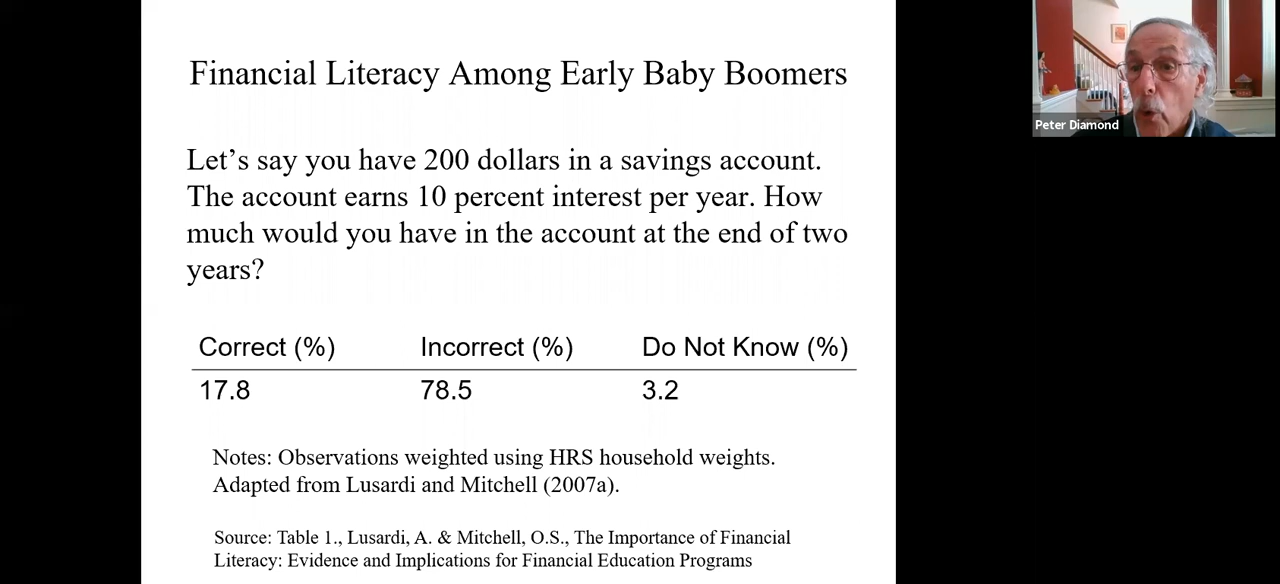 Financial Literacy Among Early Baby Boomers
Let’s say you have 200 dollars in a savings account.
The account earns 10 percent interest per year. How
much would you have in the account at the end of two
years?
Correct (%) Incorrect (%) Do Not Know (%)
17.8 78.5 3.2
Notes: Observations weighted using HRS household weights.
Adapted from Lusardi and Mitchell (2007a).
Source: Table 1., Lusardi, A. & Mitchell, O.S., The Importance of Financial
Literacy: Evidence and Implications for Financial Education Programs
Peter Diamond